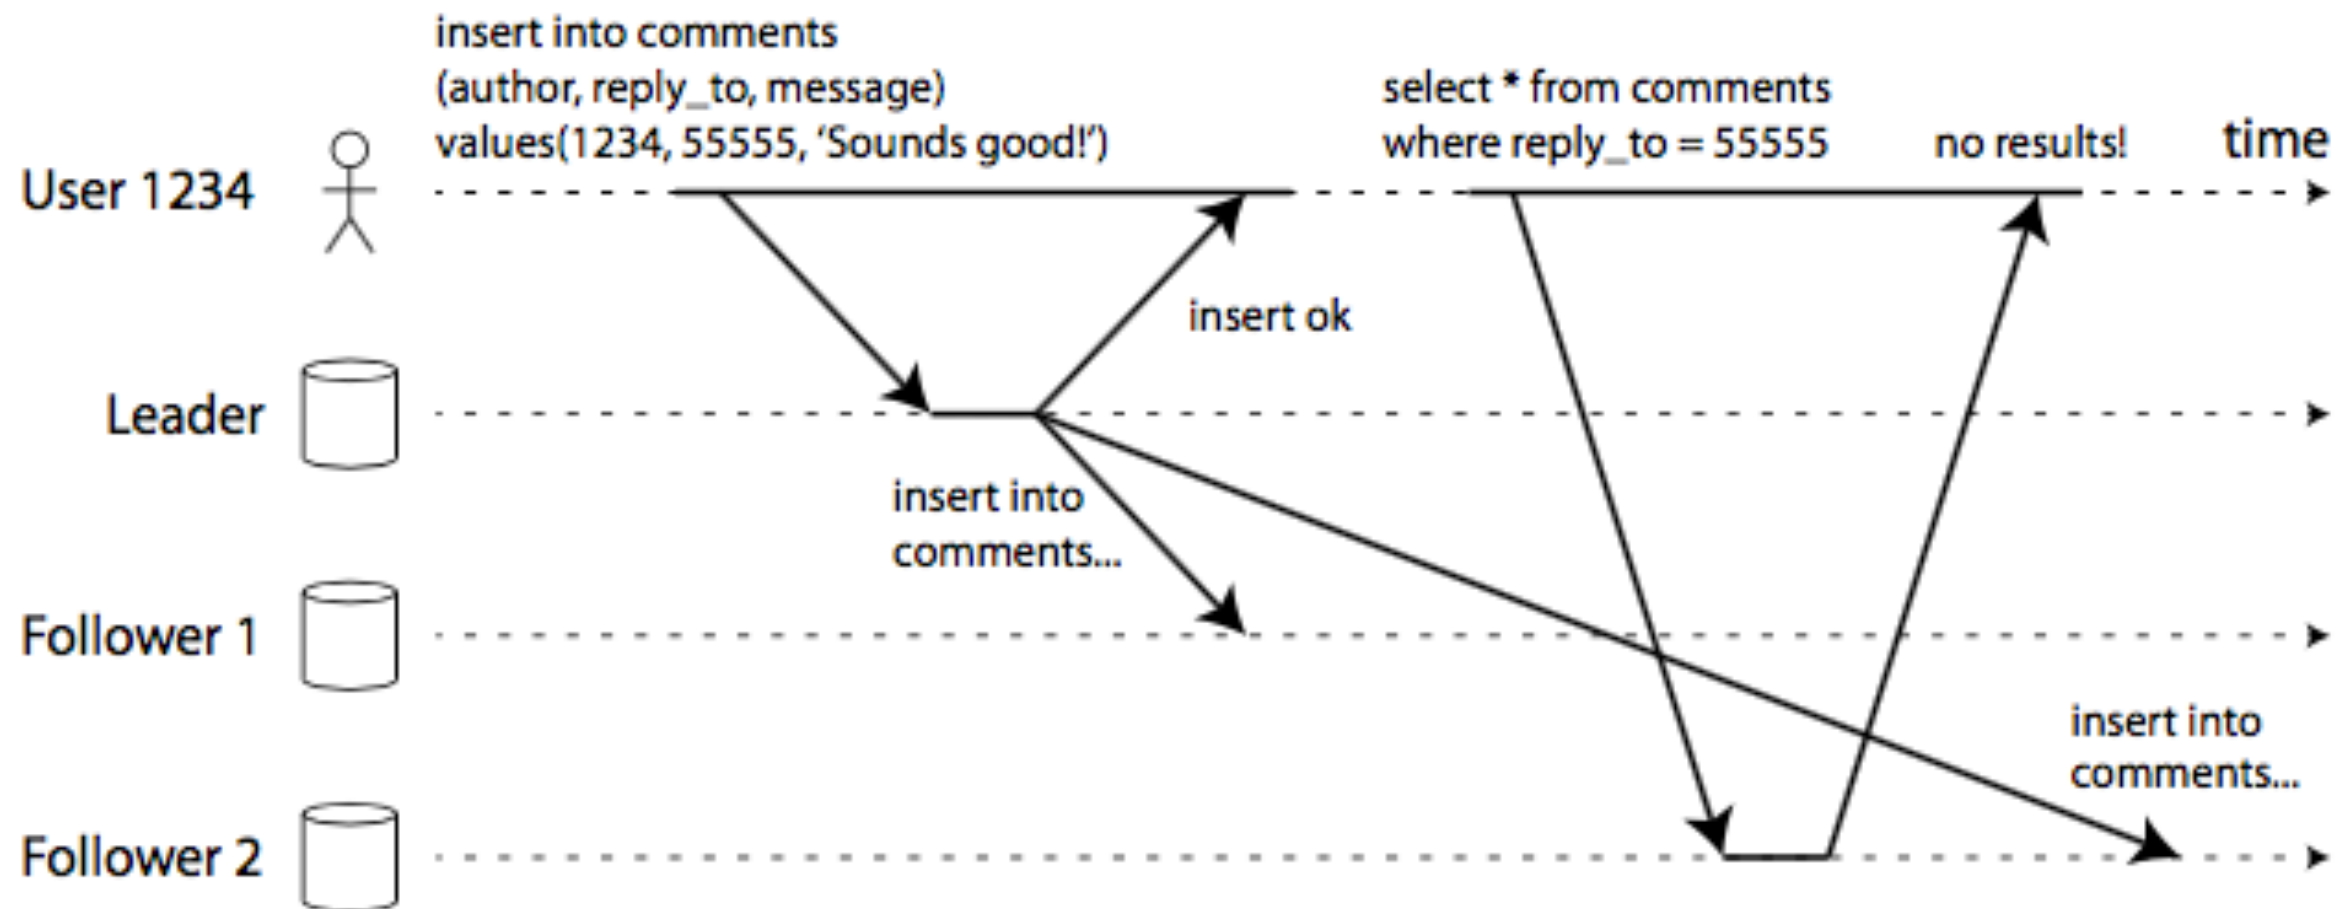 insert into comments
(author, reply_to, message)
values(1234, 55555, ‘Sounds good!’)
select * from comments
where reply_to = 55555
no results!
time
User 1234
insert ok
Leader
insert into
comments...
Follower 1
insert into
comments...
Follower 2